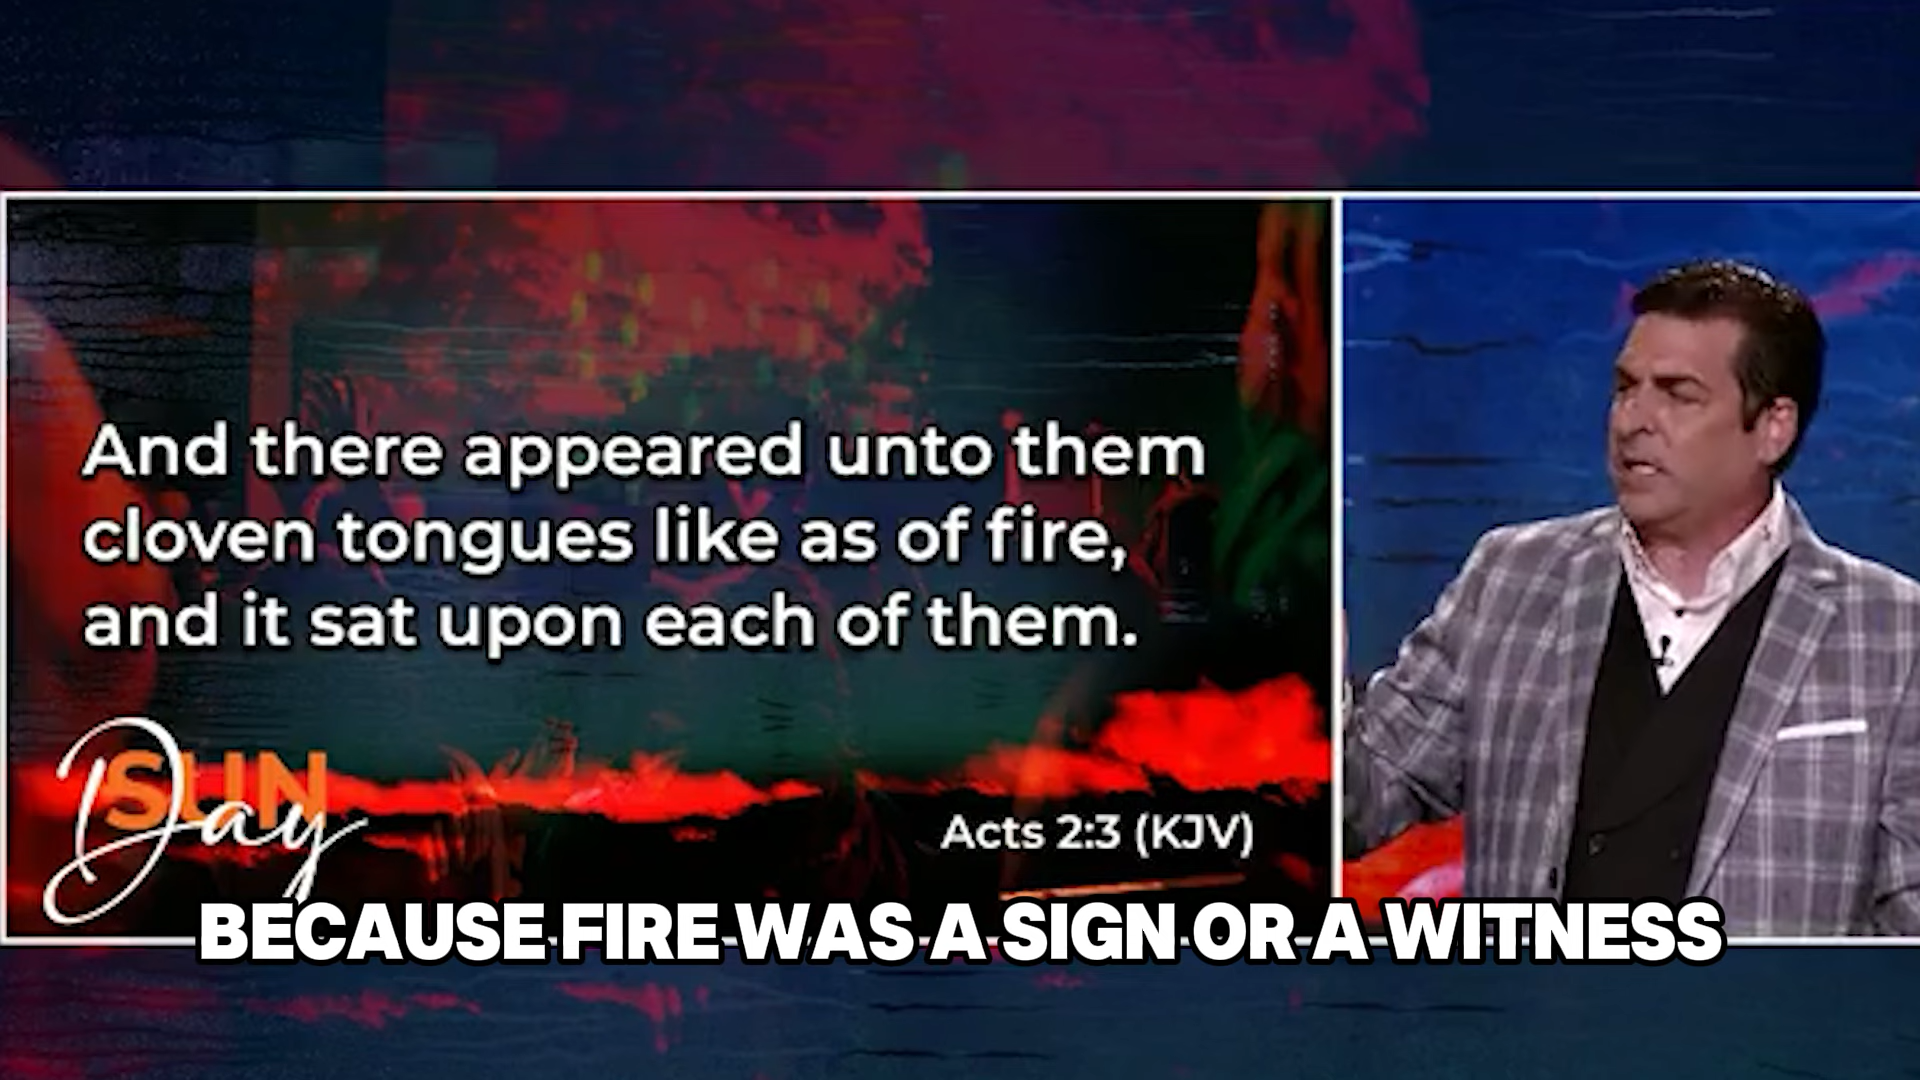 And there appeared unto them
cloven tongues like as of fire,
and it sat upon each of them.
SUN
Day
Acts 2:3 (KJV)
BECAUSE FIRE WAS A SIGN OR A WITNESS